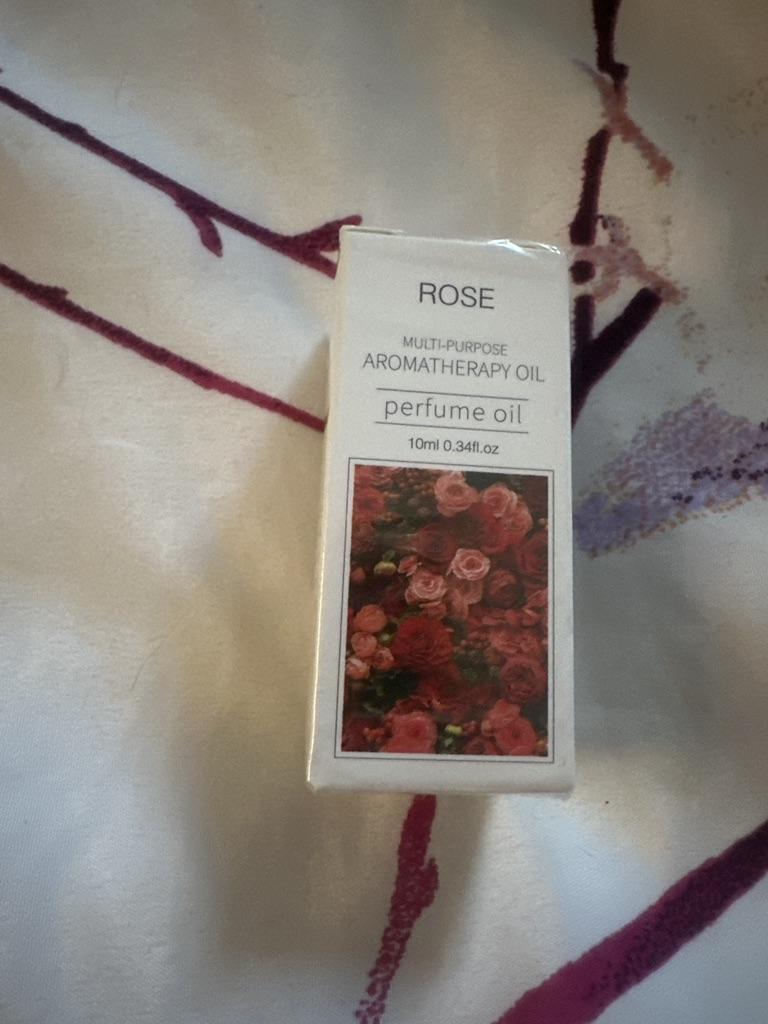 ROSE
MULTI-PURPOSE
AROMATHERAPY OIL
perfume oil
10ml 0.34fl.oz